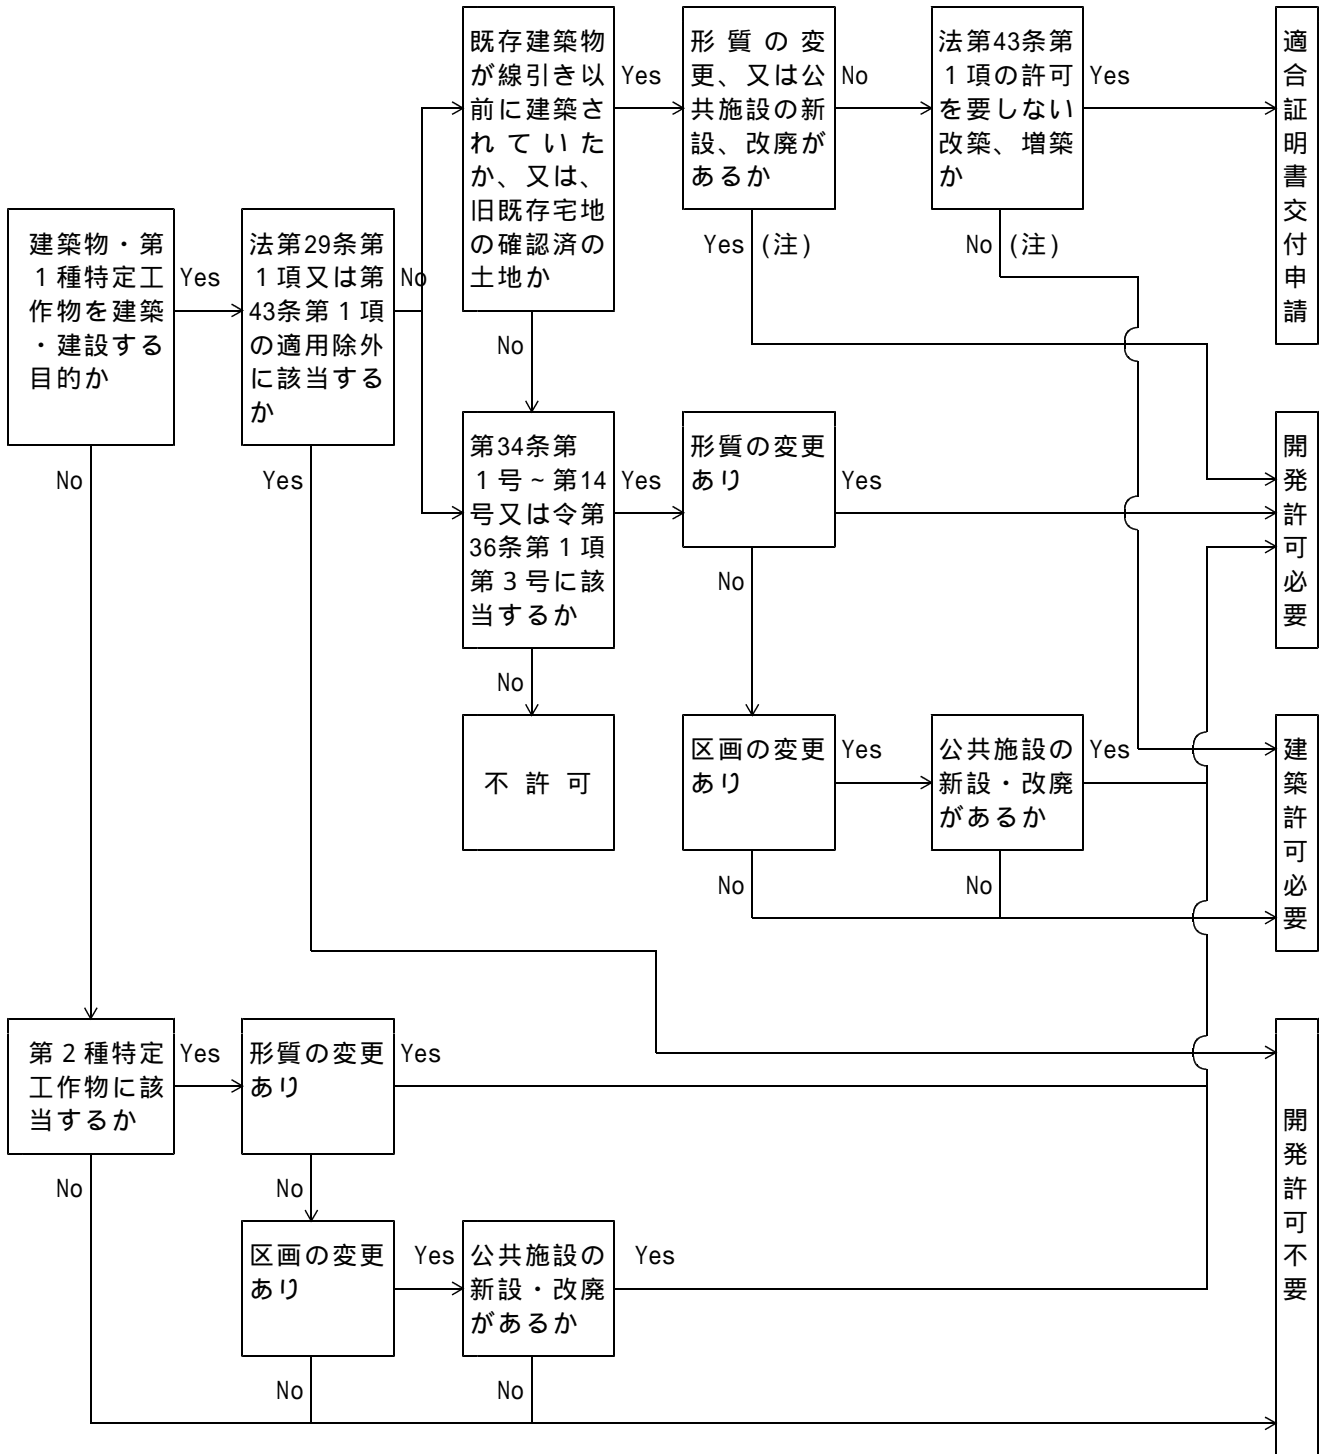 既存建築物
が線引き以
前に建築さ
れていた
か、又は、
旧既存宅地
の確認済の
土地か
Yes
形質の変
更、又は公
共施設の新
設、改廃が
あるか
No
法第43条第
1項の許可
を要しない
改築、増築
か
Yes
適合証明書交付申請
建築物・第
1種特定工
作物を建築
・建設する
目的か
Yes
法第29条第
1項又は第
43条第1項
の適用除外
に該当する
か
No
Yes (注)
No (注)
No
No
Yes
第34条第
1号~第14
号又は令第
36条第1項
第3号に該
当するか
Yes
形質の変更
あり
Yes
開発許可必要
No
No
不許可
区画の変更
あり
Yes
公共施設の
新設・改廃
があるか
Yes
建築許可必要
No
No
第2種特定
工作物に該
当するか
Yes
形質の変更
あり
Yes
開発許可不要
No
No
区画の変更
あり
Yes
公共施設の
新設・改廃
があるか
Yes
No
No